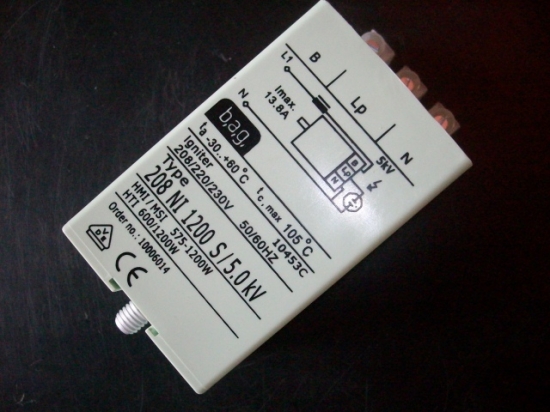 B Lp N
L1
N
Imax.
13.8A
5kV
B
Lp
N
b,a,g,
ta -30..+60°C tc, max 105°C
Igniter 10453C
208/220/230V 50/60HZ
Type
208 NI 1200 S/5.0 kV
HMI/MSI 575-1200W
HTI 600/1200W
Order no.: 10006014
CE